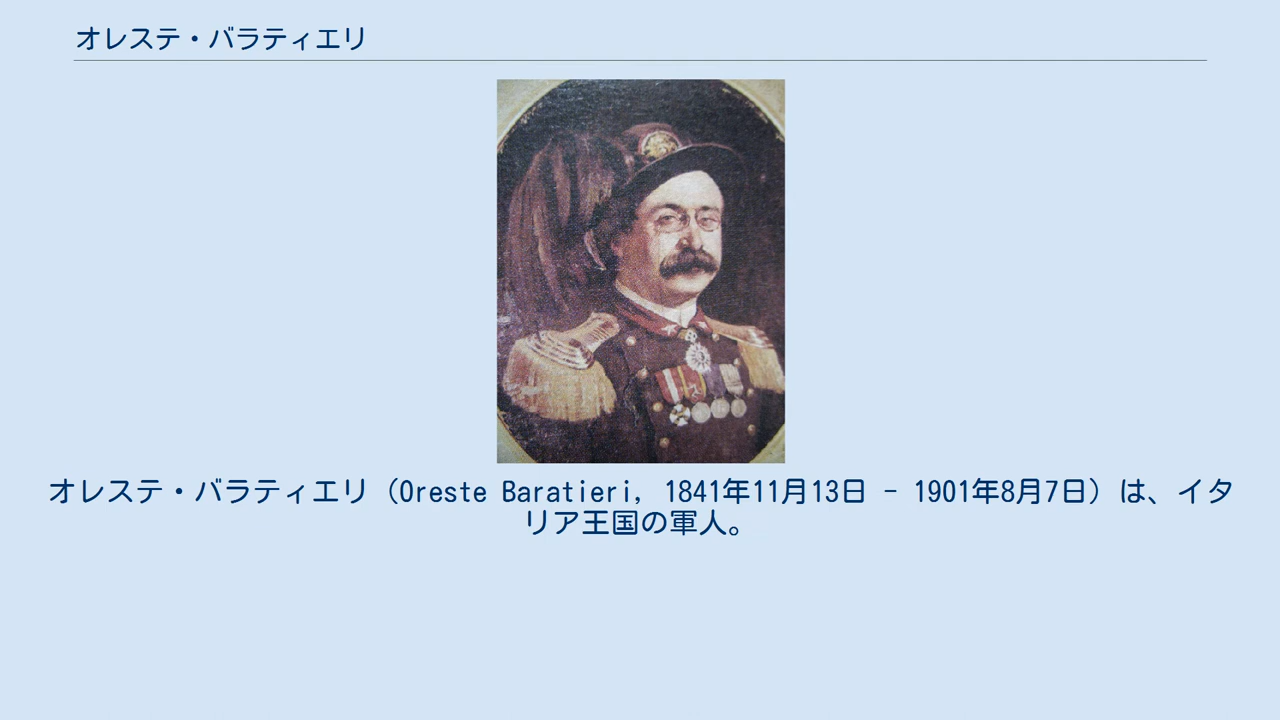 オレステ・バラティエリ
オレステ・バラティエリ（Oreste Baratieri, 1841年11月13日 - 1901年8月7日）は、イタ
リア王国の軍人。